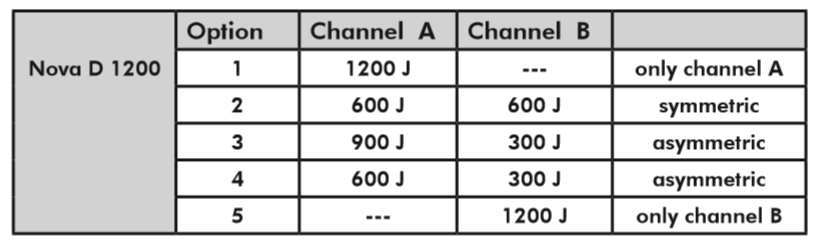 Option Channel A Channel B
Nova D 1200 1 1200 J --- only channel A
2 600 J 600 J symmetric
3 900 J 300 J asymmetric
4 600 J 300 J asymmetric
5 --- 1200 J only channel B